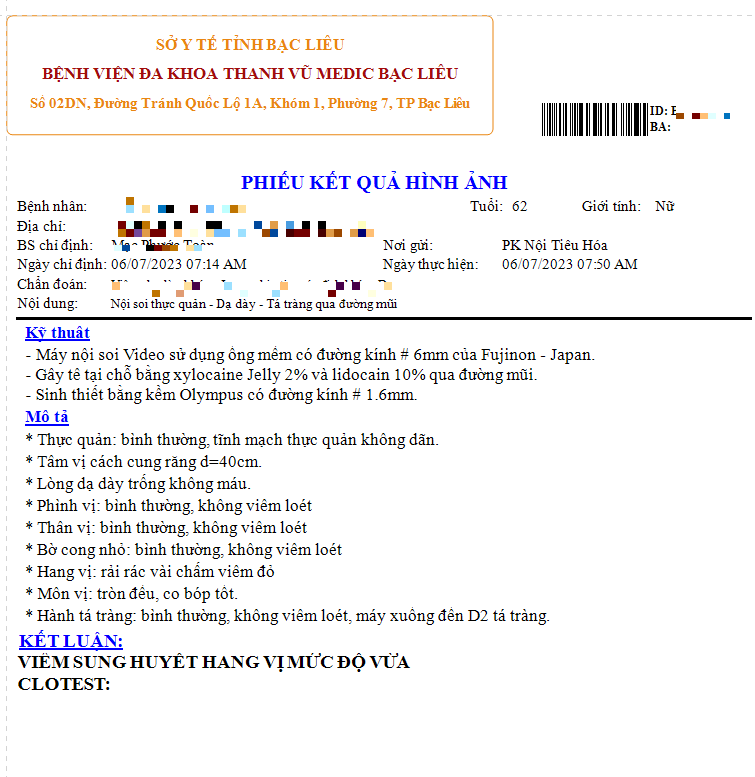 SỞ Y TẾ TỈNH BẠC LIÊU
BỆNH VIỆN ĐA KHOA THANH VŨ MEDIC BẠC LIÊU
Số 02DN, Đường Tránh Quốc Lộ 1A, Khóm 1, Phường 7, TP Bạc Liêu
ID:
BA:
PHIẾU KẾT QUẢ HÌNH ẢNH
Bệnh nhân: Tuổi: 62 Giới tính: Nữ
Địa chỉ:
BS chỉ định: Nơi gửi: PK Nội Tiêu Hóa
Ngày chỉ định: 06/07/2023 07:14 AM Ngày thực hiện: 06/07/2023 07:50 AM
Chẩn đoán:
Nội dung: Nội soi thực quản - Dạ dày - Tá tràng qua đường mũi
Kỹ thuật
- Máy nội soi Video sử dụng ống mềm có đường kính # 6mm của Fujinon - Japan.
- Gây tê tại chỗ bằng xylocaine Jelly 2% và lidocain 10% qua đường mũi.
- Sinh thiết bằng kềm Olympus có đường kính # 1.6mm.
Mô tả
* Thực quản: bình thường, tĩnh mạch thực quản không dãn.
* Tâm vị cách cung răng d=40cm.
* Lòng dạ dày trống không máu.
* Phình vị: bình thường, không viêm loét
* Thân vị: bình thường, không viêm loét
* Bờ cong nhỏ: bình thường, không viêm loét
* Hang vị: rải rác vài chấm viêm đỏ
* Môn vị: tròn đều, co bóp tốt.
* Hành tá tràng: bình thường, không viêm loét, máy xuống đến D2 tá tràng.
KẾT LUẬN:
VIÊM SUNG HUYẾT HANG VỊ MỨC ĐỘ VỪA
CLOTEST: